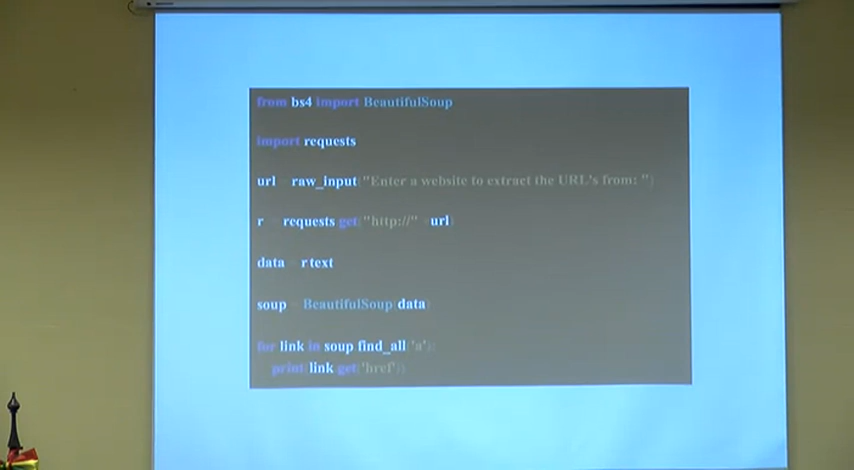 from bs4 import BeautifulSoup
import requests
url raw_input("Enter a website to extract the URL's from: ")
r requests get("http://" url)
data r text
soup BeautifulSoup(data
for link in soup find_all('a'):
print(link get('href'))